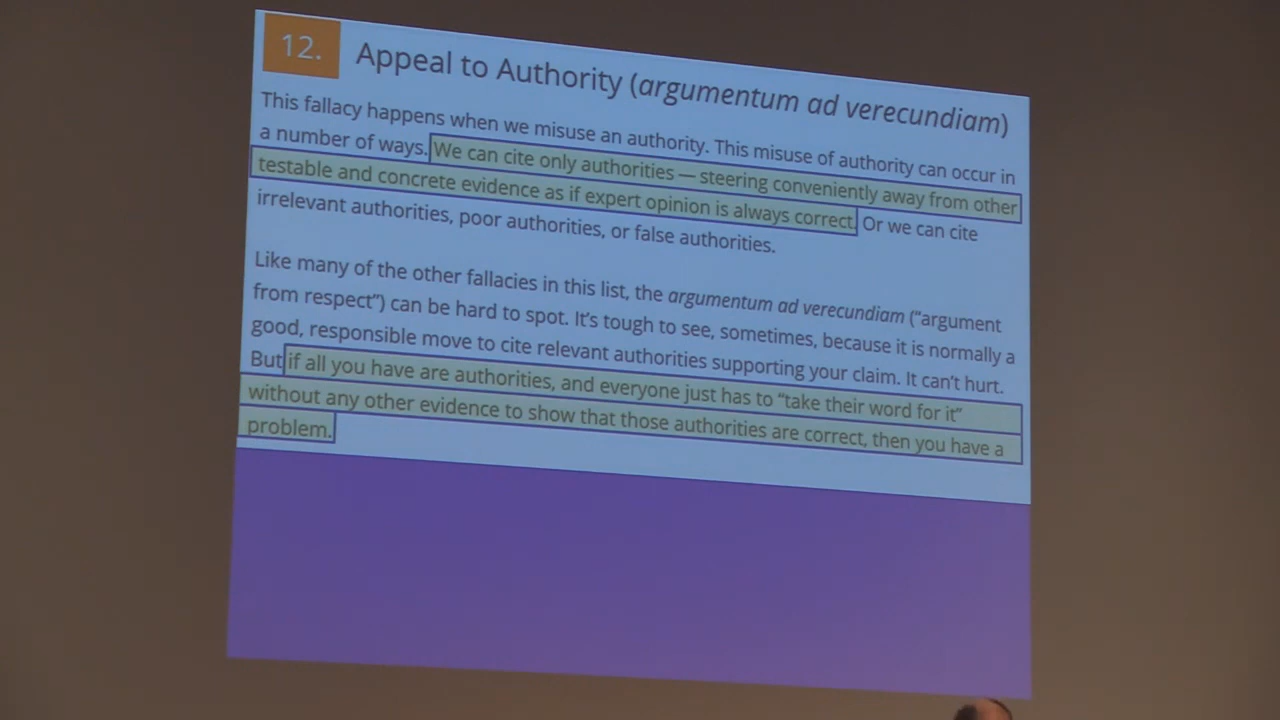 12. Appeal to Authority (argumentum ad verecundiam)
This fallacy happens when we misuse an authority. This misuse of authority can occur in
a number of ways. We can cite only authorities — steering conveniently away from other
testable and concrete evidence as if expert opinion is always correct. Or we can cite
irrelevant authorities, poor authorities, or false authorities.
Like many of the other fallacies in this list, the argumentum ad verecundiam (“argument
from respect”) can be hard to spot. It’s tough to see, sometimes, because it is normally a
good, responsible move to cite relevant authorities supporting your claim. It can’t hurt.
But if all you have are authorities, and everyone just has to “take their word for it”
without any other evidence to show that those authorities are correct, then you have a
problem.